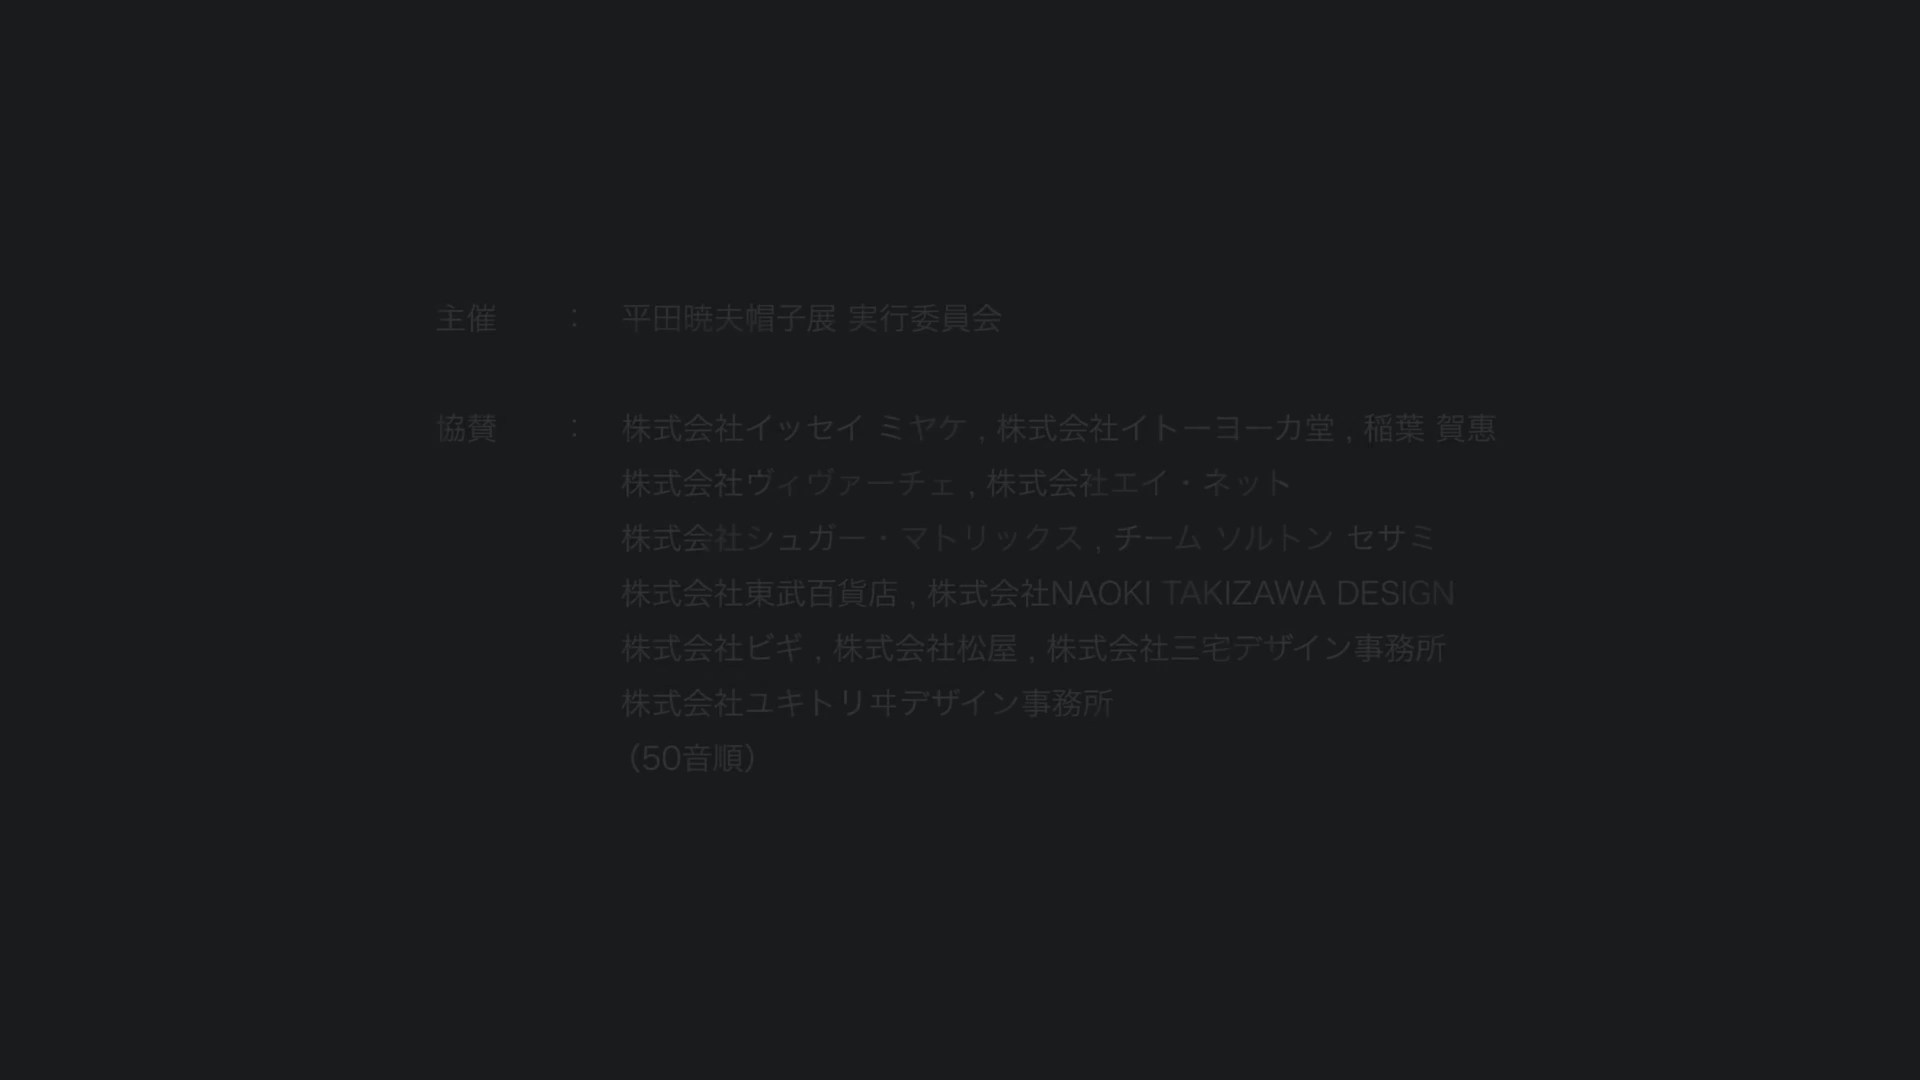 主催 : 平田暁夫帽子展 実行委員会
協賛 : 株式会社イッセイ ミヤケ , 株式会社イトーヨーカ堂 , 稲葉 賀惠
株式会社ヴィヴァーチェ , 株式会社エイ・ネット
株式会社シュガー・マトリックス , チーム ソルトン セサミ
株式会社東武百貨店 , 株式会社NAOKI TAKIZAWA DESIGN
株式会社ビギ , 株式会社松屋 , 株式会社三宅デザイン事務所
株式会社ユキトリヰデザイン事務所
（50音順）